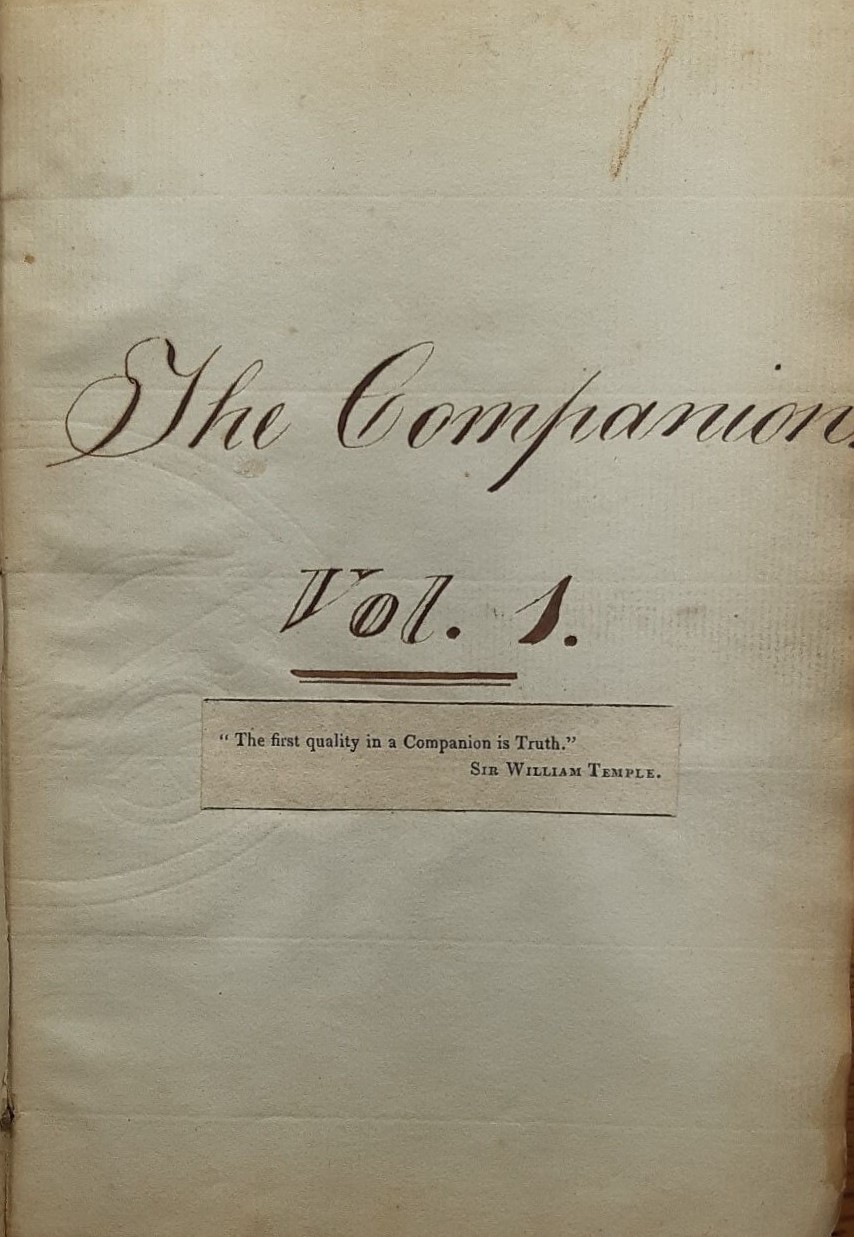 The Companion.
Vol. 1.
“ The first quality in a Companion is Truth.”
SIR WILLIAM TEMPLE.